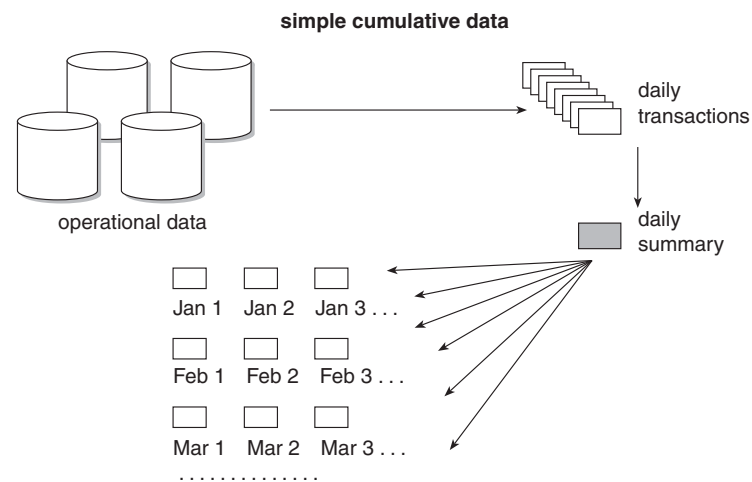 simple cumulative data
daily
transactions
operational data
daily
summary
Jan 1 Jan 2 Jan 3 . . .
Feb 1 Feb 2 Feb 3 . . .
Mar 1 Mar 2 Mar 3 . . .
. . . . . . . . . . . . . .